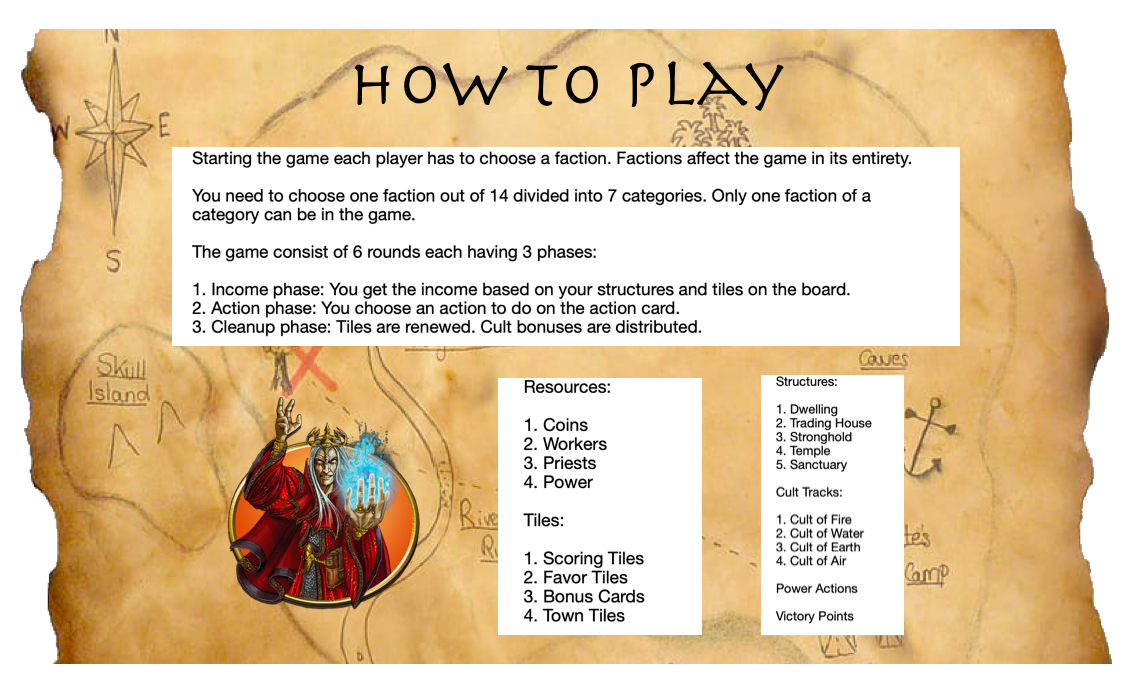 N
W
E
S
HOW TO PLAY
Starting the game each player has to choose a faction. Factions affect the game in its entirety.
You need to choose one faction out of 14 divided into 7 categories. Only one faction of a
category can be in the game.
The game consist of 6 rounds each having 3 phases:
1. Income phase: You get the income based on your structures and tiles on the board.
2. Action phase: You choose an action to do on the action card.
3. Cleanup phase: Tiles are renewed. Cult bonuses are distributed.
Skull
Island
Caves
Resources:
1. Coins
2. Workers
3. Priests
4. Power
Tiles:
1. Scoring Tiles
2. Favor Tiles
3. Bonus Cards
4. Town Tiles
Structures:
1. Dwelling
2. Trading House
3. Stronghold
4. Temple
5. Sanctuary
Cult Tracks:
1. Cult of Fire
2. Cult of Water
3. Cult of Earth
4. Cult of Air
Power Actions
Victory Points
Camp